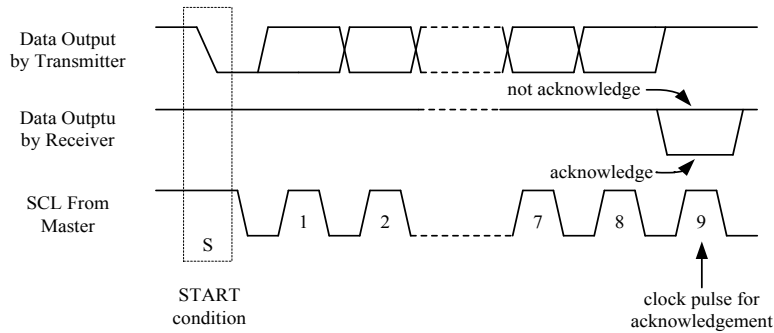 Data Output
by Transmitter
not acknowledge
Data Outptu
by Receiver
acknowledge
SCL From
Master
1
2
7
8
9
S
START
condition
clock pulse for
acknowledgement